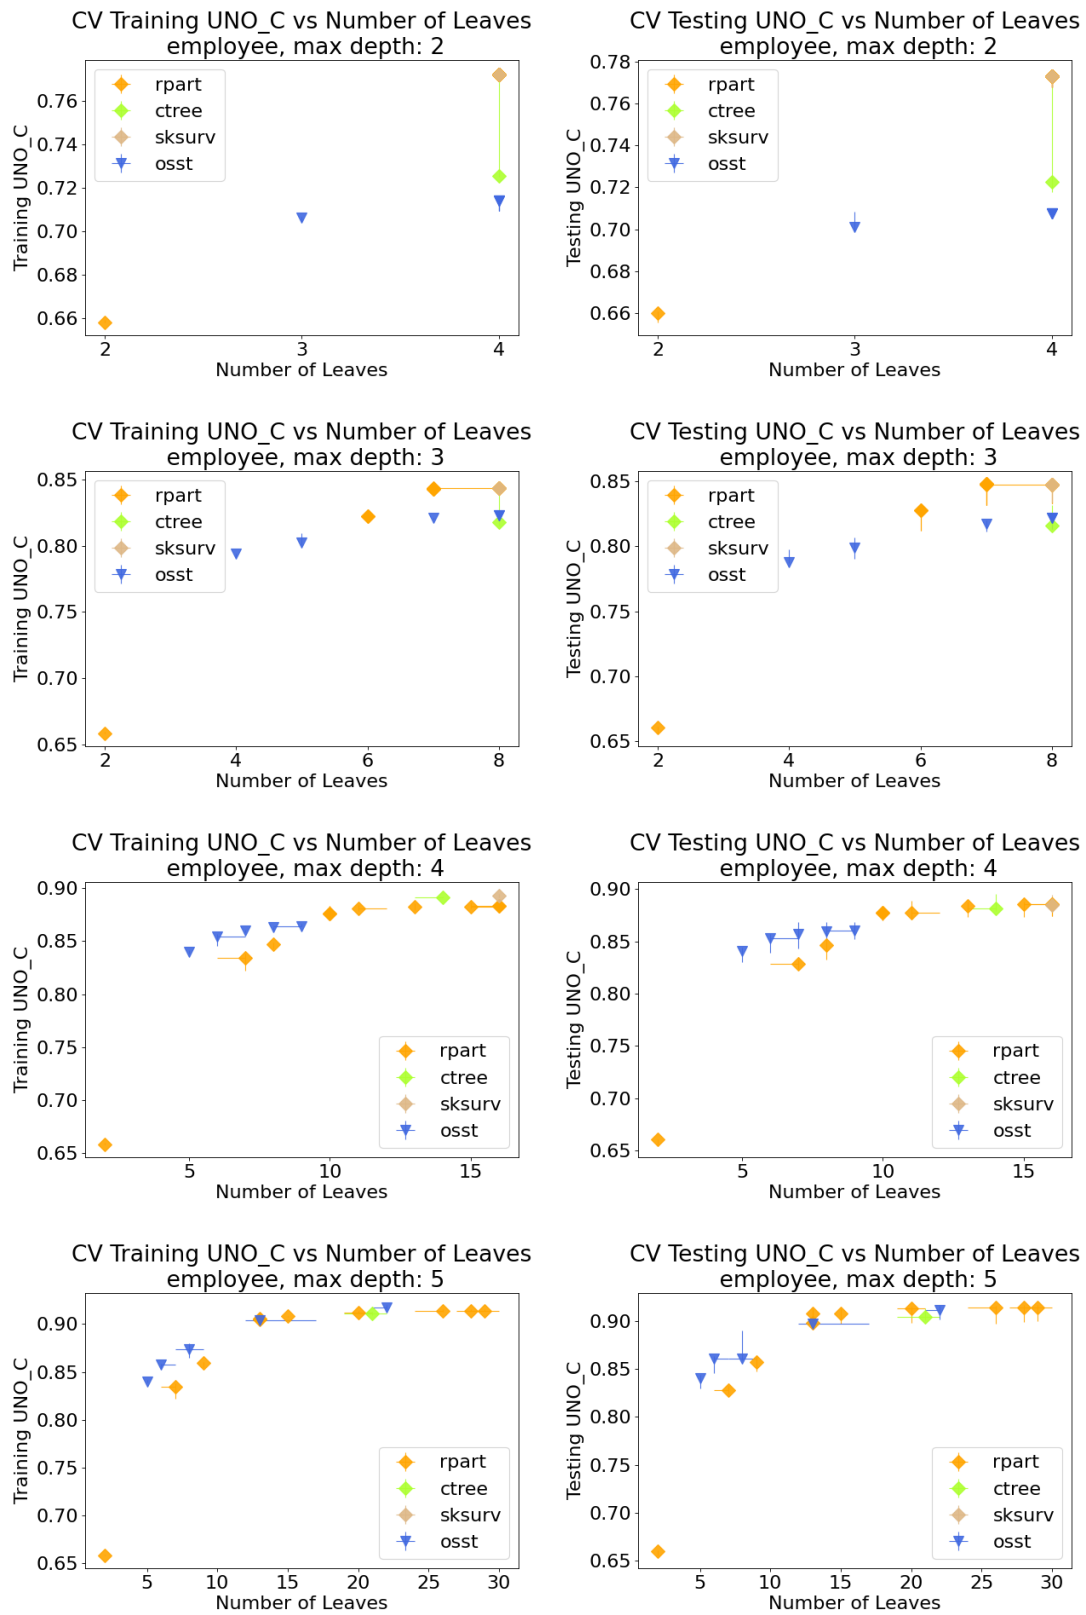 CV Training UNO_C vs Number of Leaves
employee, max depth: 2
Training UNO_C
0.76
0.74
0.72
0.70
0.68
0.66
rpart
ctree
sksurv
osst
2
3
4
Number of Leaves
CV Testing UNO_C vs Number of Leaves
employee, max depth: 2
Testing UNO_C
0.78
0.76
0.74
0.72
0.70
0.68
0.66
rpart
ctree
sksurv
osst
2
3
4
Number of Leaves
CV Training UNO_C vs Number of Leaves
employee, max depth: 3
Training UNO_C
0.85
0.80
0.75
0.70
0.65
rpart
ctree
sksurv
osst
2
4
6
8
Number of Leaves
CV Testing UNO_C vs Number of Leaves
employee, max depth: 3
Testing UNO_C
0.85
0.80
0.75
0.70
0.65
rpart
ctree
sksurv
osst
2
4
6
8
Number of Leaves
CV Training UNO_C vs Number of Leaves
employee, max depth: 4
Training UNO_C
0.90
0.85
0.80
0.75
0.70
0.65
rpart
ctree
sksurv
osst
5
10
15
Number of Leaves
CV Testing UNO_C vs Number of Leaves
employee, max depth: 4
Testing UNO_C
0.90
0.85
0.80
0.75
0.70
0.65
rpart
ctree
sksurv
osst
5
10
15
Number of Leaves
CV Training UNO_C vs Number of Leaves
employee, max depth: 5
Training UNO_C
0.90
0.85
0.80
0.75
0.70
0.65
rpart
ctree
sksurv
osst
5
10
15
20
25
30
Number of Leaves
CV Testing UNO_C vs Number of Leaves
employee, max depth: 5
Testing UNO_C
0.90
0.85
0.80
0.75
0.70
0.65
rpart
ctree
sksurv
osst
5
10
15
20
25
30
Number of Leaves